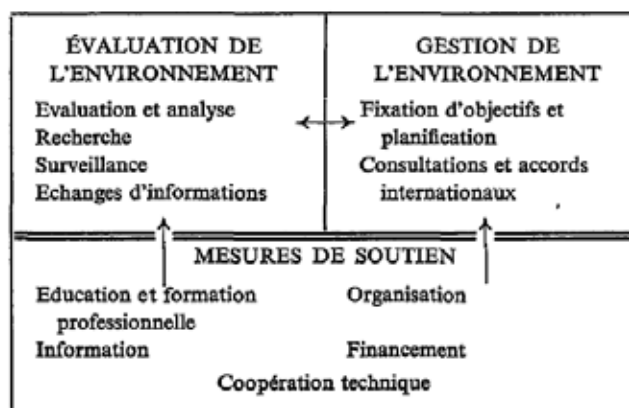 ÉVALUATION DE
L'ENVIRONNEMENT
Evaluation et analyse
Recherche
Surveillance
Echanges d'informations
GESTION DE
L'ENVIRONNEMENT
Fixation d'objectifs et
planification
Consultations et accords
internationaux
MESURES DE SOUTIEN
Education et formation
professionnelle
Information
Organisation
Financement
Coopération technique